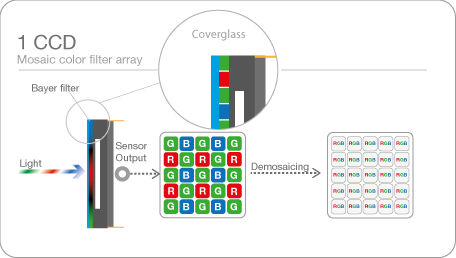 1 CCD
Mosaic color filter array
Coverglass
Bayer filter
Light
Sensor
Output
Demosaicing
G B G B G
R G R G R
G B G B G
R G R G R
G B G B G
RGB RGB RGB RGB RGB
RGB RGB RGB RGB RGB
RGB RGB RGB RGB RGB
RGB RGB RGB RGB RGB
RGB RGB RGB RGB RGB